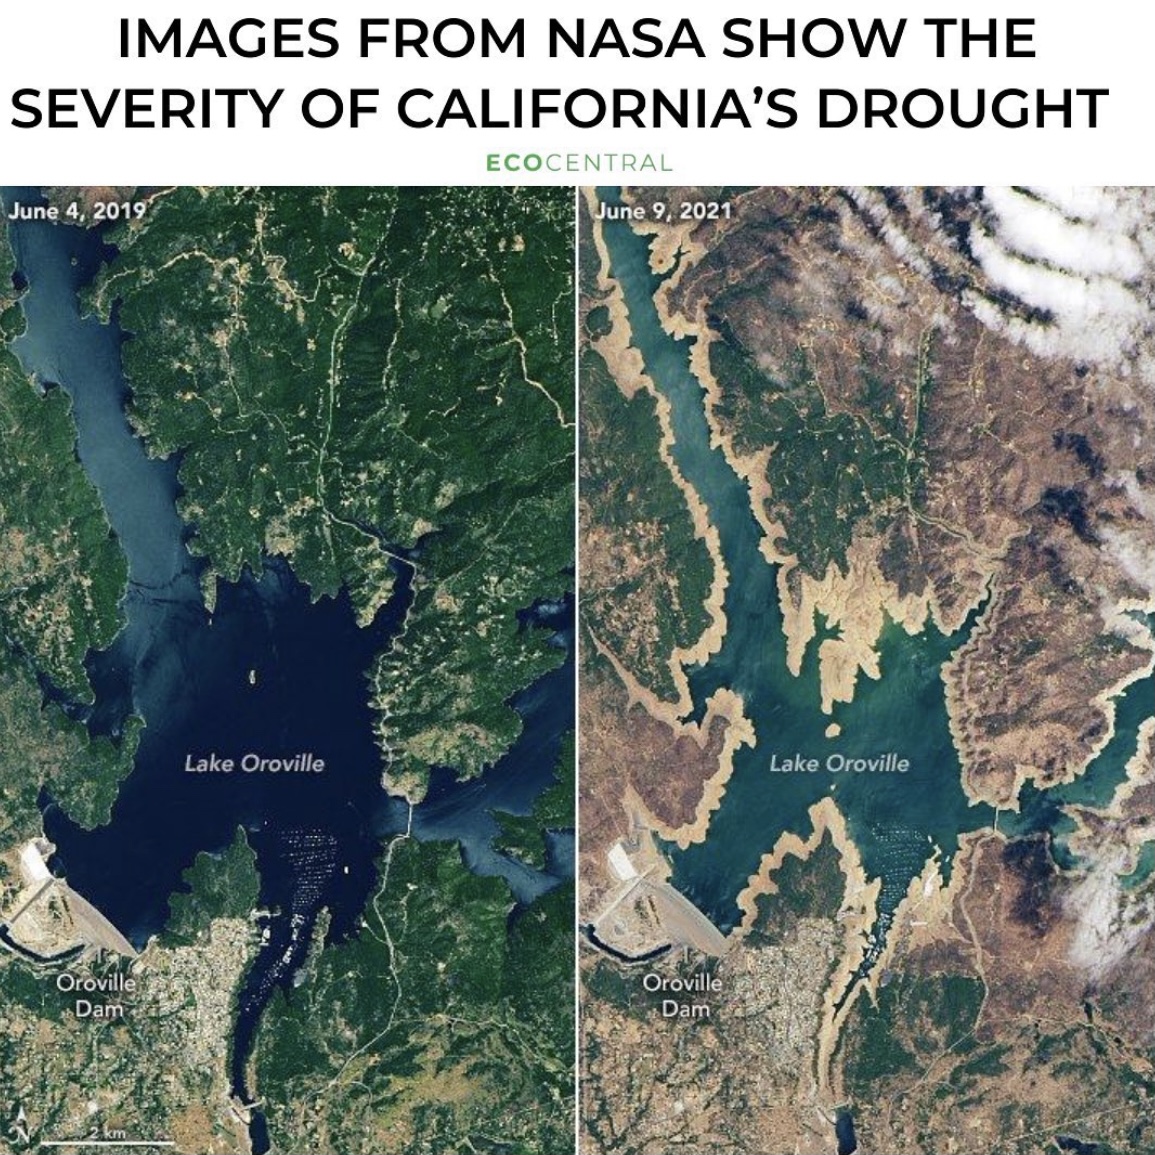 IMAGES FROM NASA SHOW THE
SEVERITY OF CALIFORNIA’S DROUGHT
ECOCENTRAL
June 4, 2019
June 9, 2021
Lake Oroville
Lake Oroville
Oroville
Dam
Oroville
Dam
N
2 km